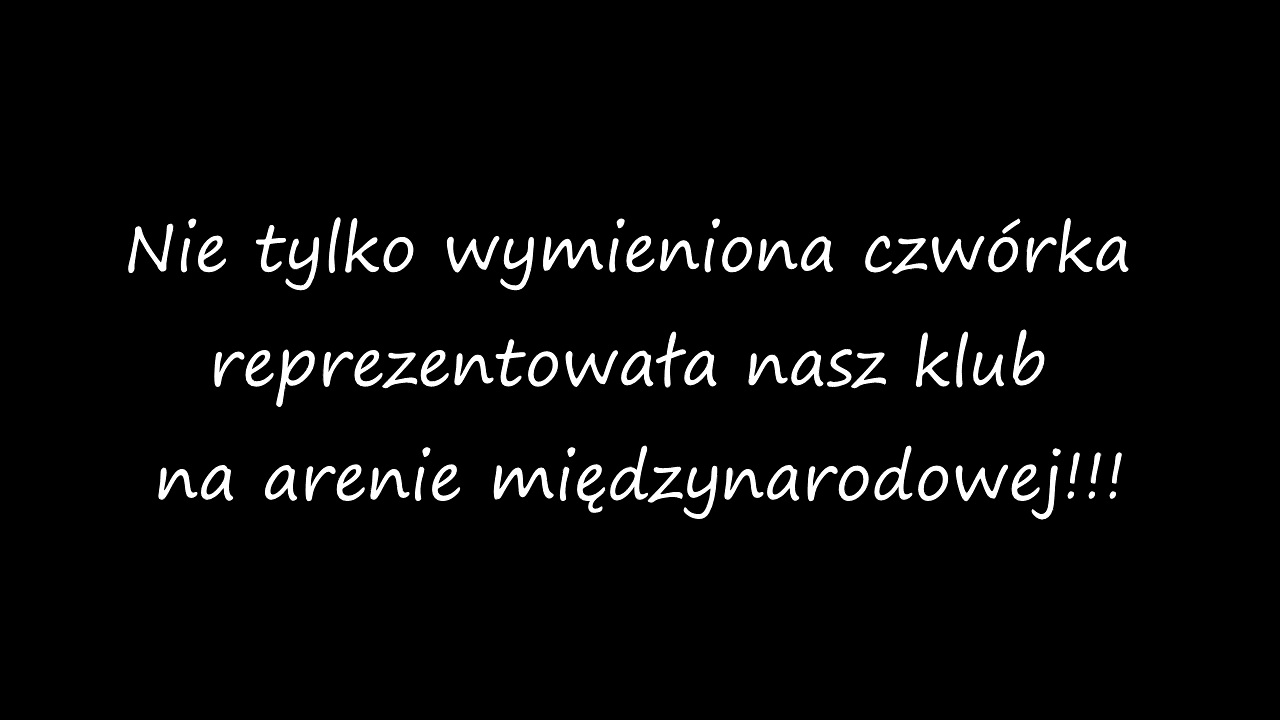 Nie tylko wymieniona czwórka
reprezentowała nasz klub
na arenie międzynarodowej!!!